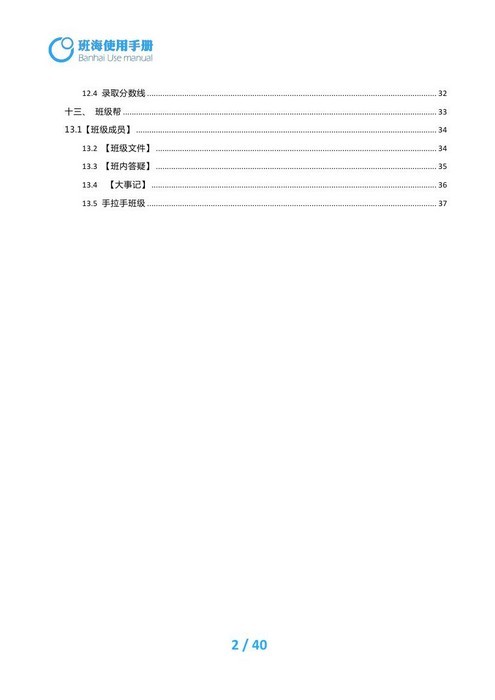 班海使用手册
Banhai Use manual
12.4 录取分数线 32
十三、 班级帮 33
13.1【班级成员】 34
13.2 【班级文件】 34
13.3 【班内答疑】 35
13.4 【大事记】 36
13.5 手拉手班级 37
2 / 40